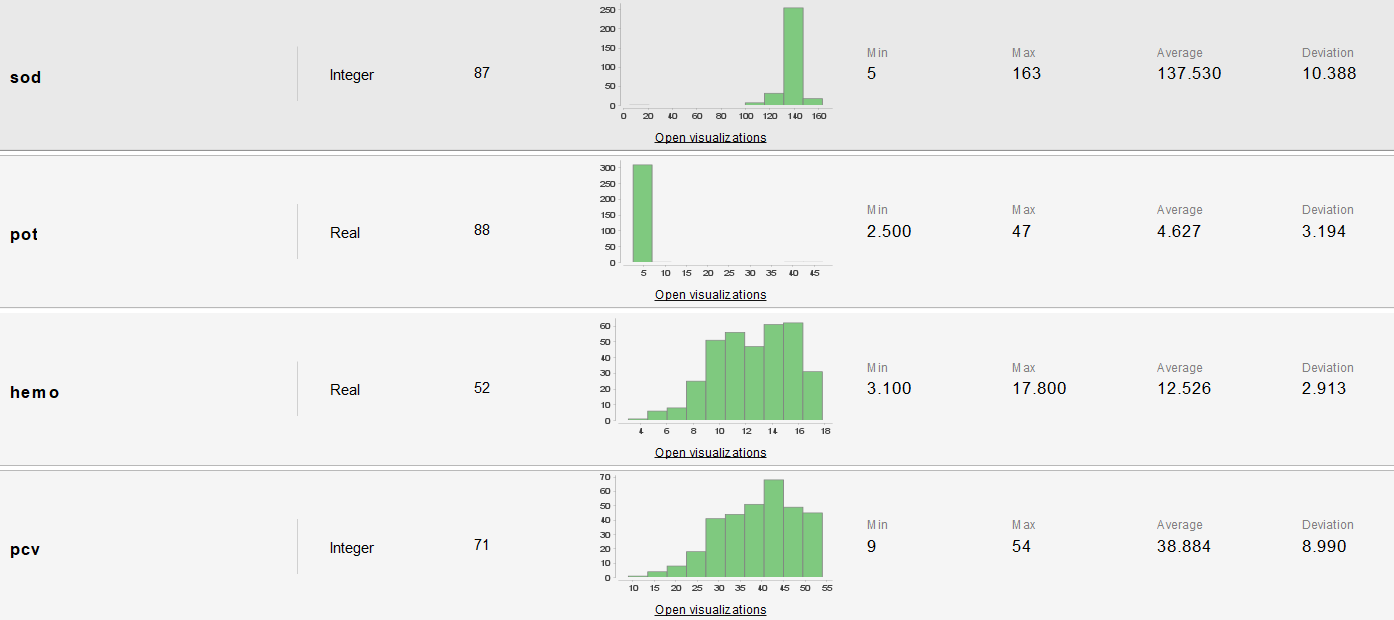 sod Integer 87 Min Max Average Deviation
5 163 137.530 10.388
250
200
150
100
50
0
0 20 40 60 80 100 120 140 160
Open visualizations
pot Real 88 Min Max Average Deviation
2.500 47 4.627 3.194
300
250
200
150
100
50
0
5 10 15 20 25 30 35 40 45
Open visualizations
hemo Real 52 Min Max Average Deviation
3.100 17.800 12.526 2.913
60
50
40
30
20
10
0
4 6 8 10 12 14 16 18
Open visualizations
pcv Integer 71 Min Max Average Deviation
9 54 38.884 8.990
70
60
50
40
30
20
10
0
10 15 20 25 30 35 40 45 50 55
Open visualizations